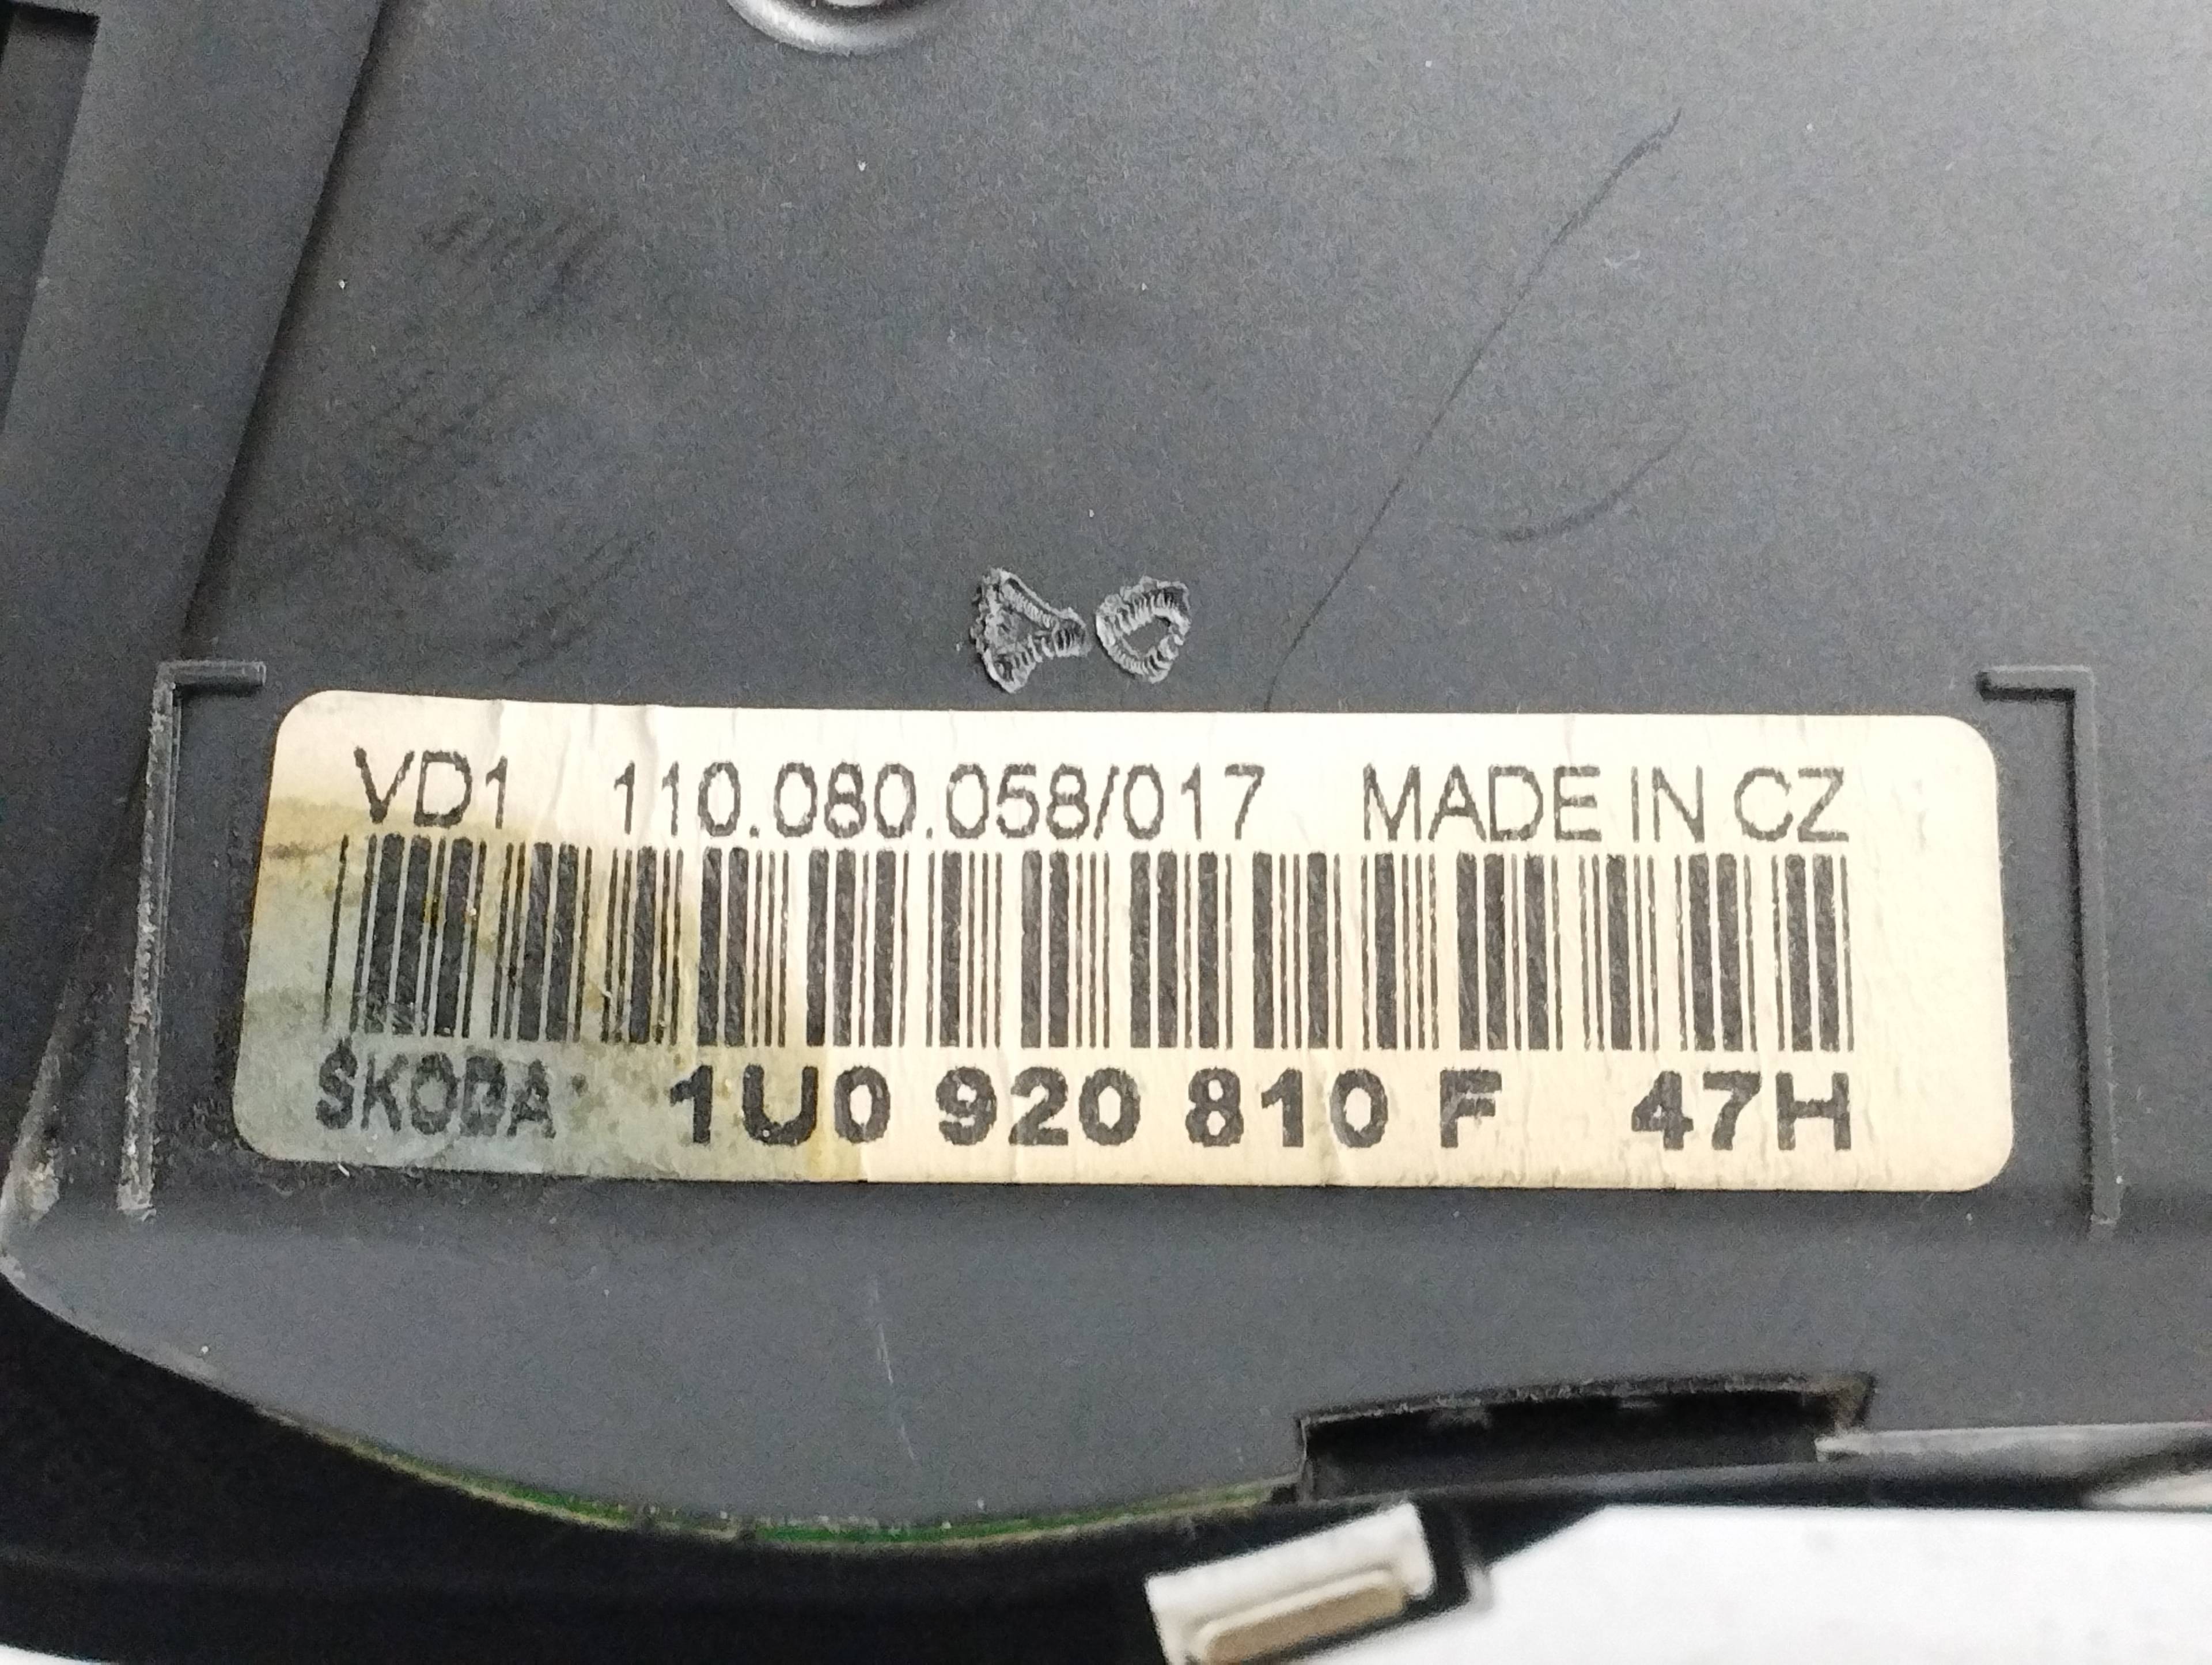 VD1 110.080.058/017 MADE IN CZ
ŠKODA 1U0 920 810 F 47H